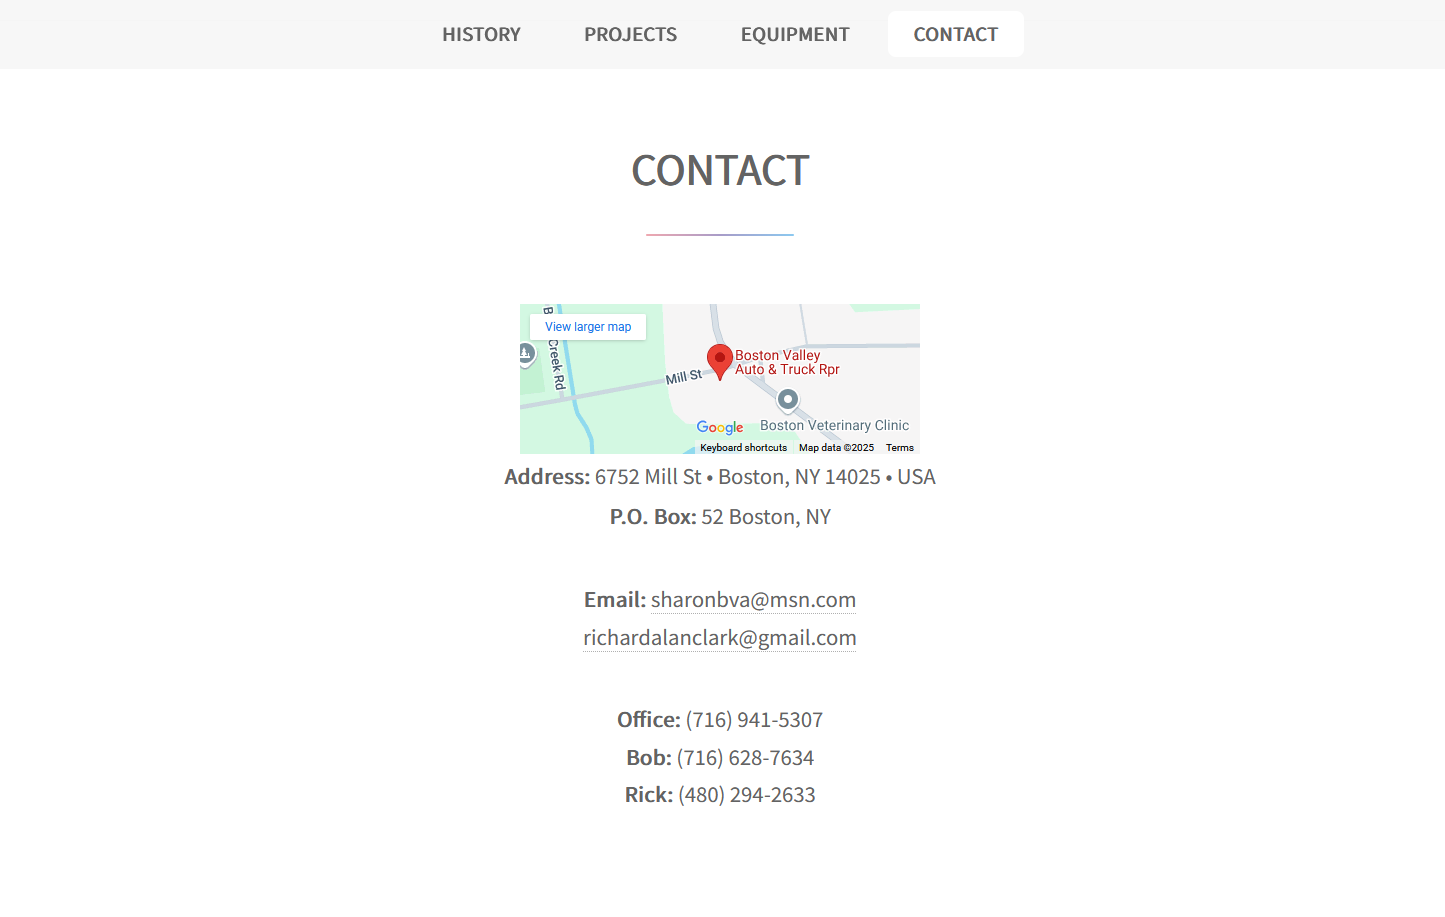 HISTORY PROJECTS EQUIPMENT CONTACT
CONTACT
View larger map
Creek Rd
Mill St
Boston Valley
Auto & Truck Rpr
Boston Veterinary Clinic
Google
Keyboard shortcuts Map data ©2025 Terms
Address: 6752 Mill St • Boston, NY 14025 • USA
P.O. Box: 52 Boston, NY
Email: sharonbva@msn.com
richardalanclark@gmail.com
Office: (716) 941-5307
Bob: (716) 628-7634
Rick: (480) 294-2633